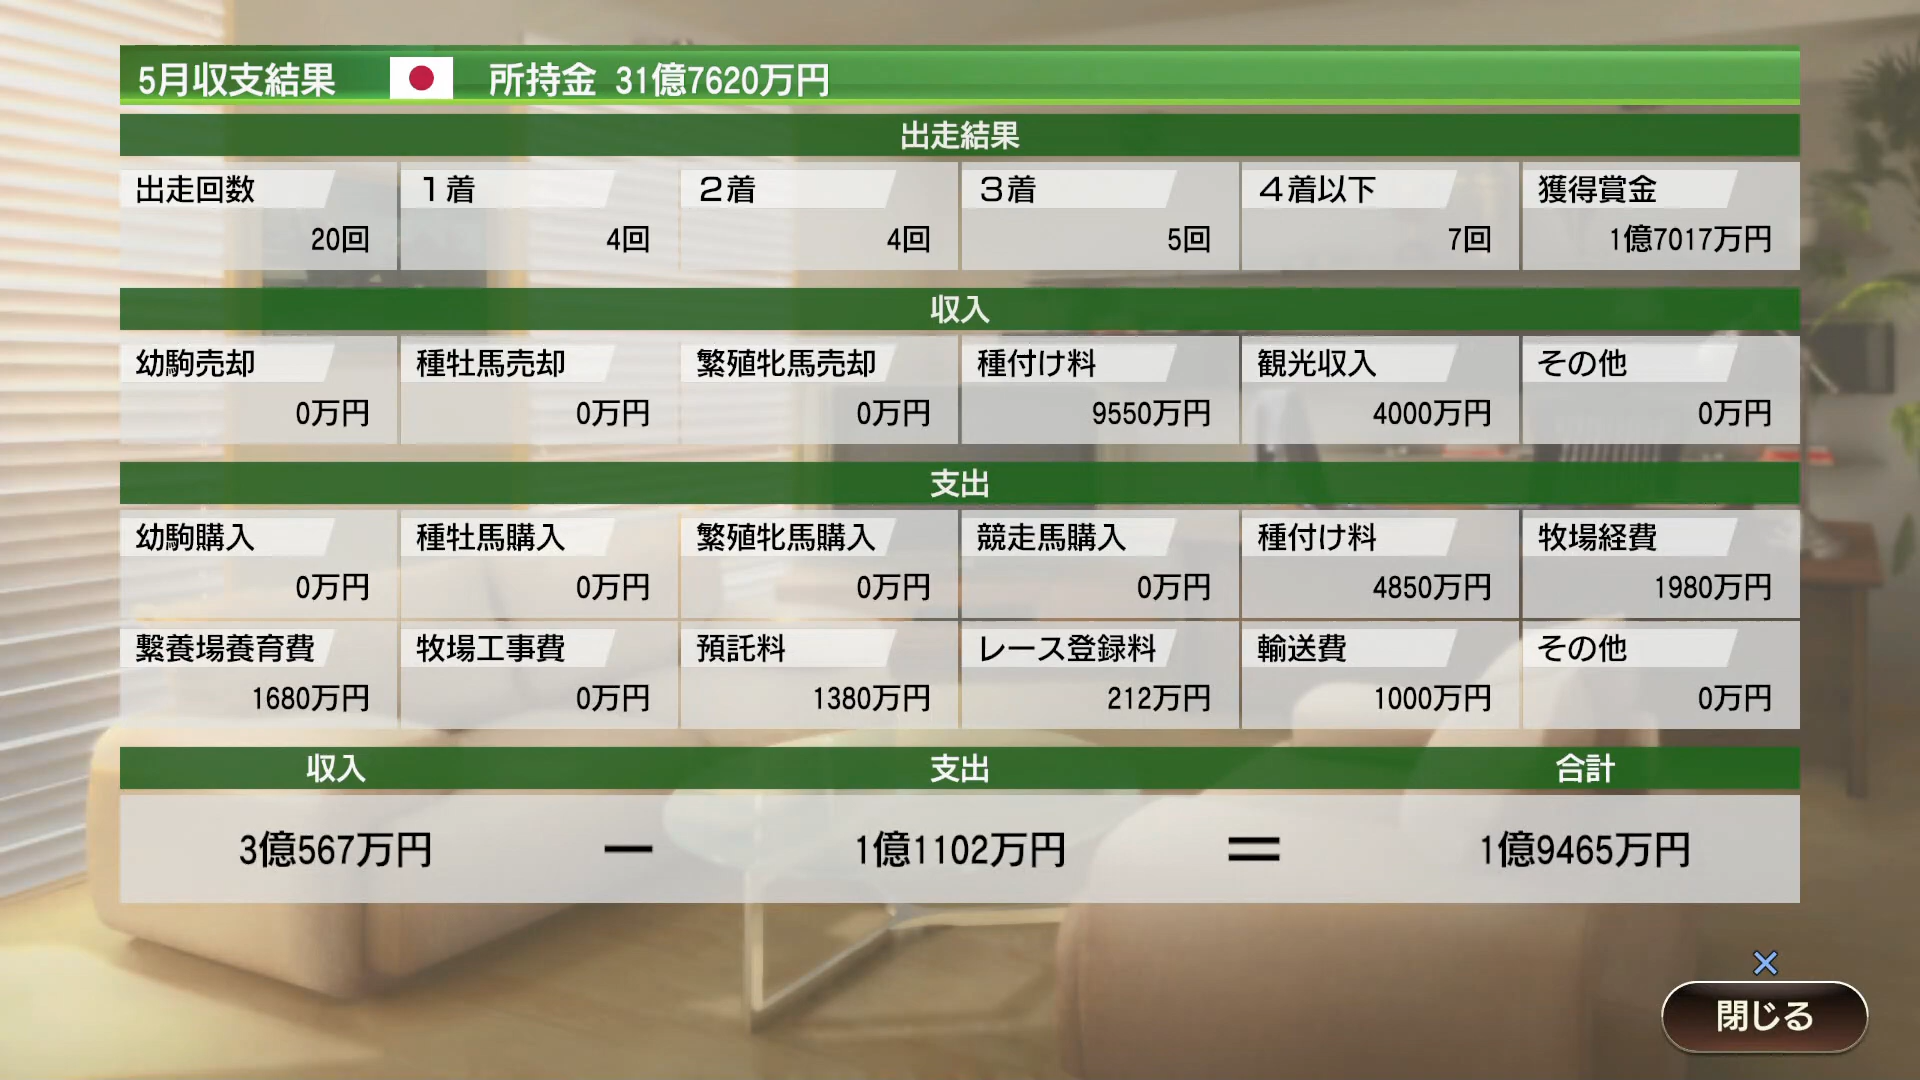 5月収支結果 所持金 31億7620万円
出走結果
出走回数 1着 2着 3着 4着以下 獲得賞金
20回 4回 4回 5回 7回 1億7017万円
収入
幼駒売却 種牡馬売却 繁殖牝馬売却 種付け料 観光収入 その他
0万円 0万円 0万円 9550万円 4000万円 0万円
支出
幼駒購入 種牡馬購入 繁殖牝馬購入 競走馬購入 種付け料 牧場経費
0万円 0万円 0万円 0万円 4850万円 1980万円
繋養場養育費 牧場工事費 預託料 レース登録料 輸送費 その他
1680万円 0万円 1380万円 212万円 1000万円 0万円
収入 支出 合計
3億567万円 ー 1億1102万円 = 1億9465万円
閉じる